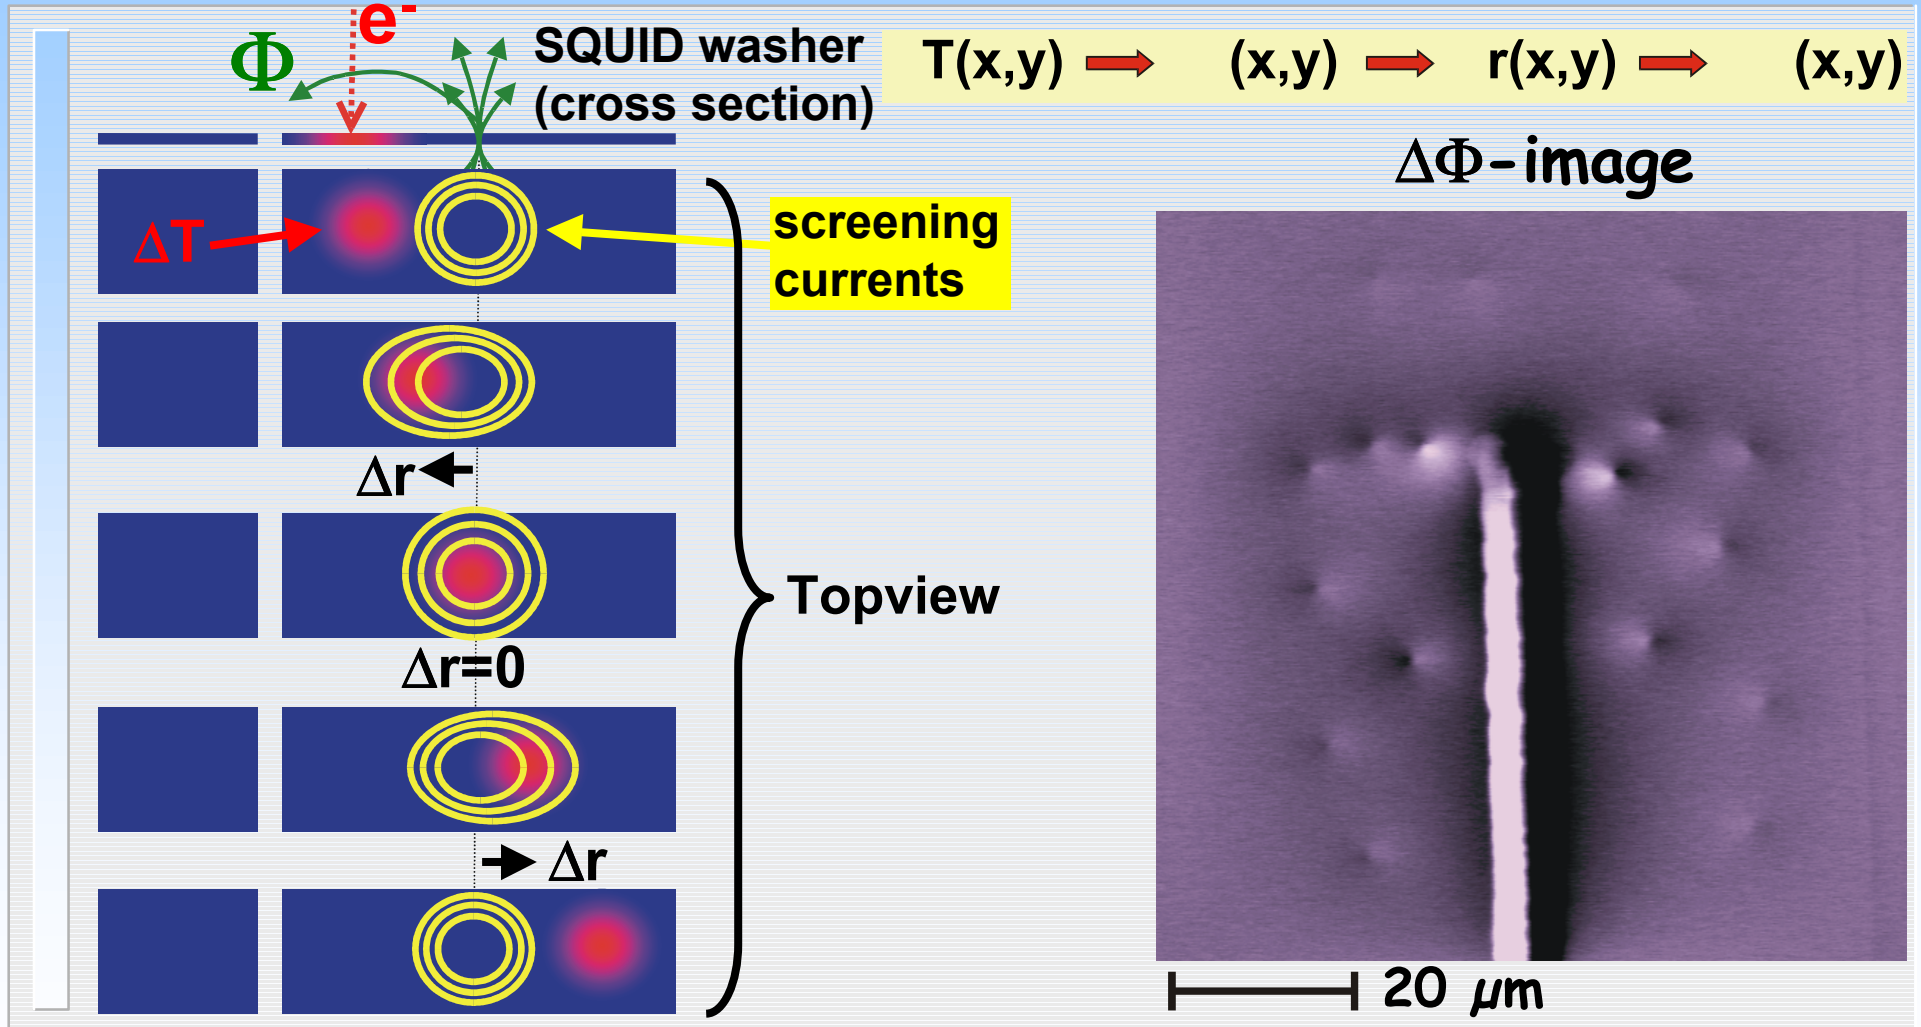 e-
Φ
SQUID washer
(cross section)
T(x,y) (x,y) r(x,y) (x,y)
ΔΦ-image
ΔT
screening
currents
Δr
Topview
Δr=0
Δr
20 μm